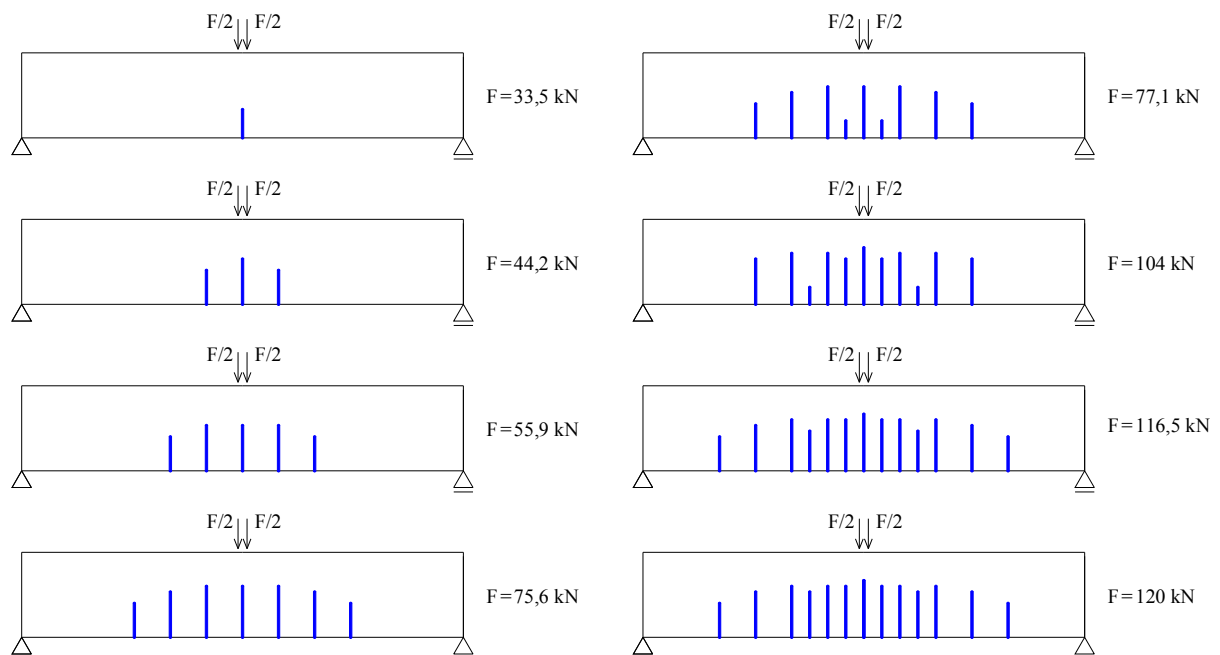 F/2 F/2
F=33,5 kN
F/2 F/2
F=44,2 kN
F/2 F/2
F=55,9 kN
F/2 F/2
F=75,6 kN
F/2 F/2
F=77,1 kN
F/2 F/2
F=104 kN
F/2 F/2
F=116,5 kN
F/2 F/2
F=120 kN